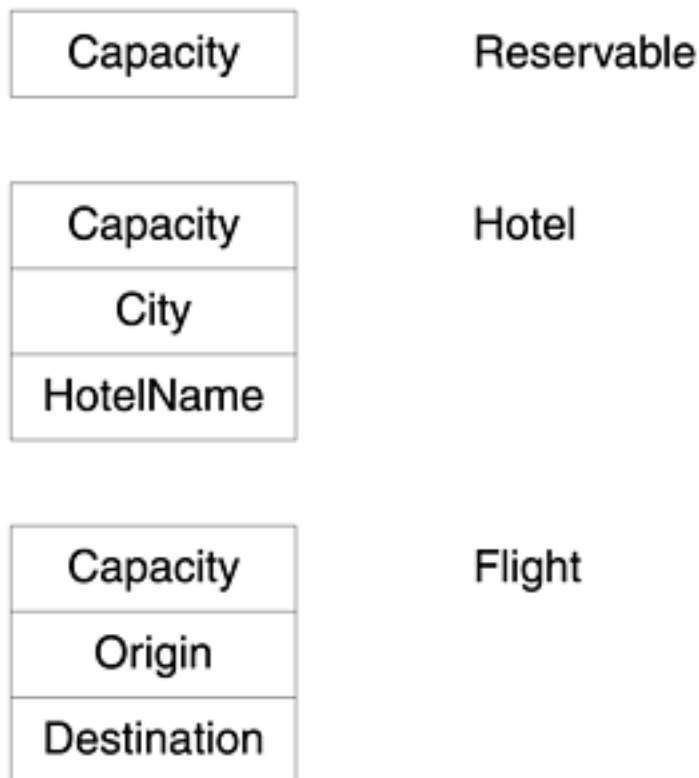 Capacity Reservable
Capacity Hotel
City
HotelName
Capacity Flight
Origin
Destination